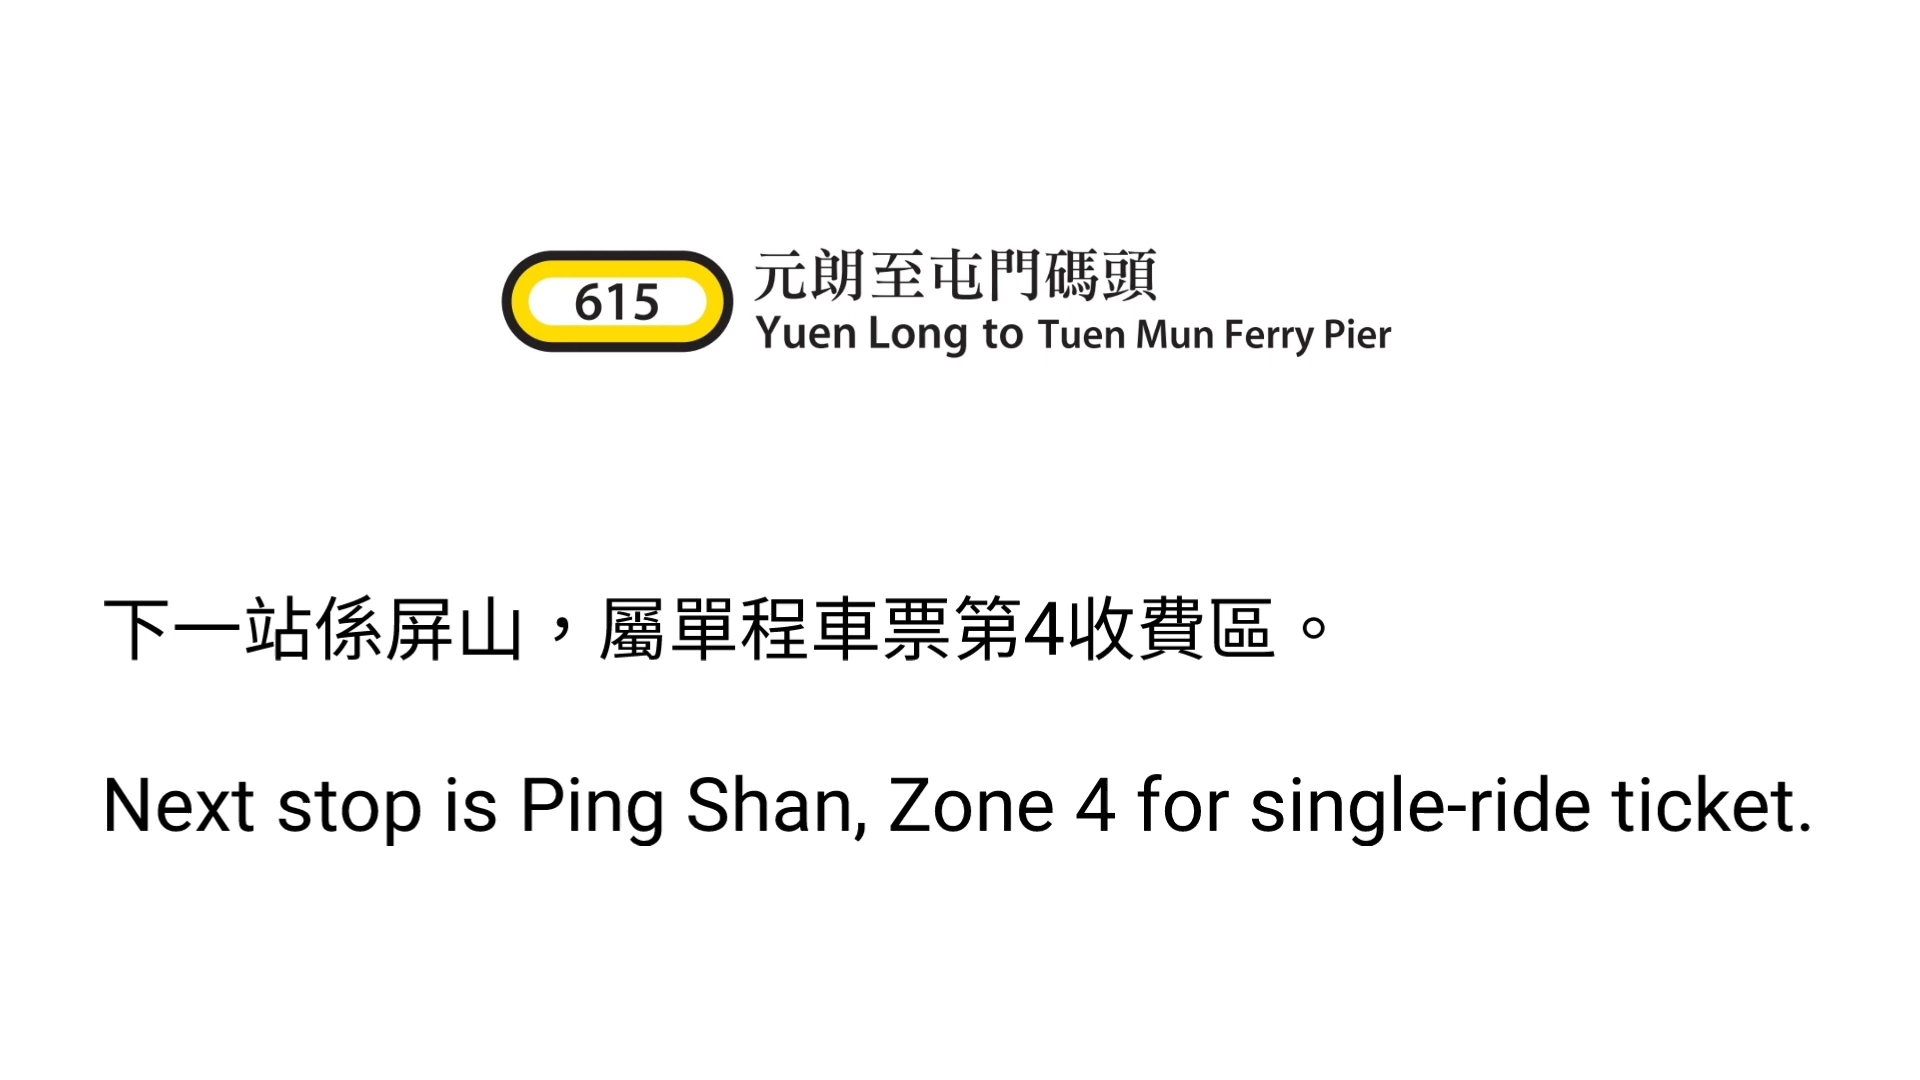 615
元朗至屯門碼頭
Yuen Long to Tuen Mun Ferry Pier
下一站係屏山，屬單程車票第4收費區。
Next stop is Ping Shan, Zone 4 for single-ride ticket.